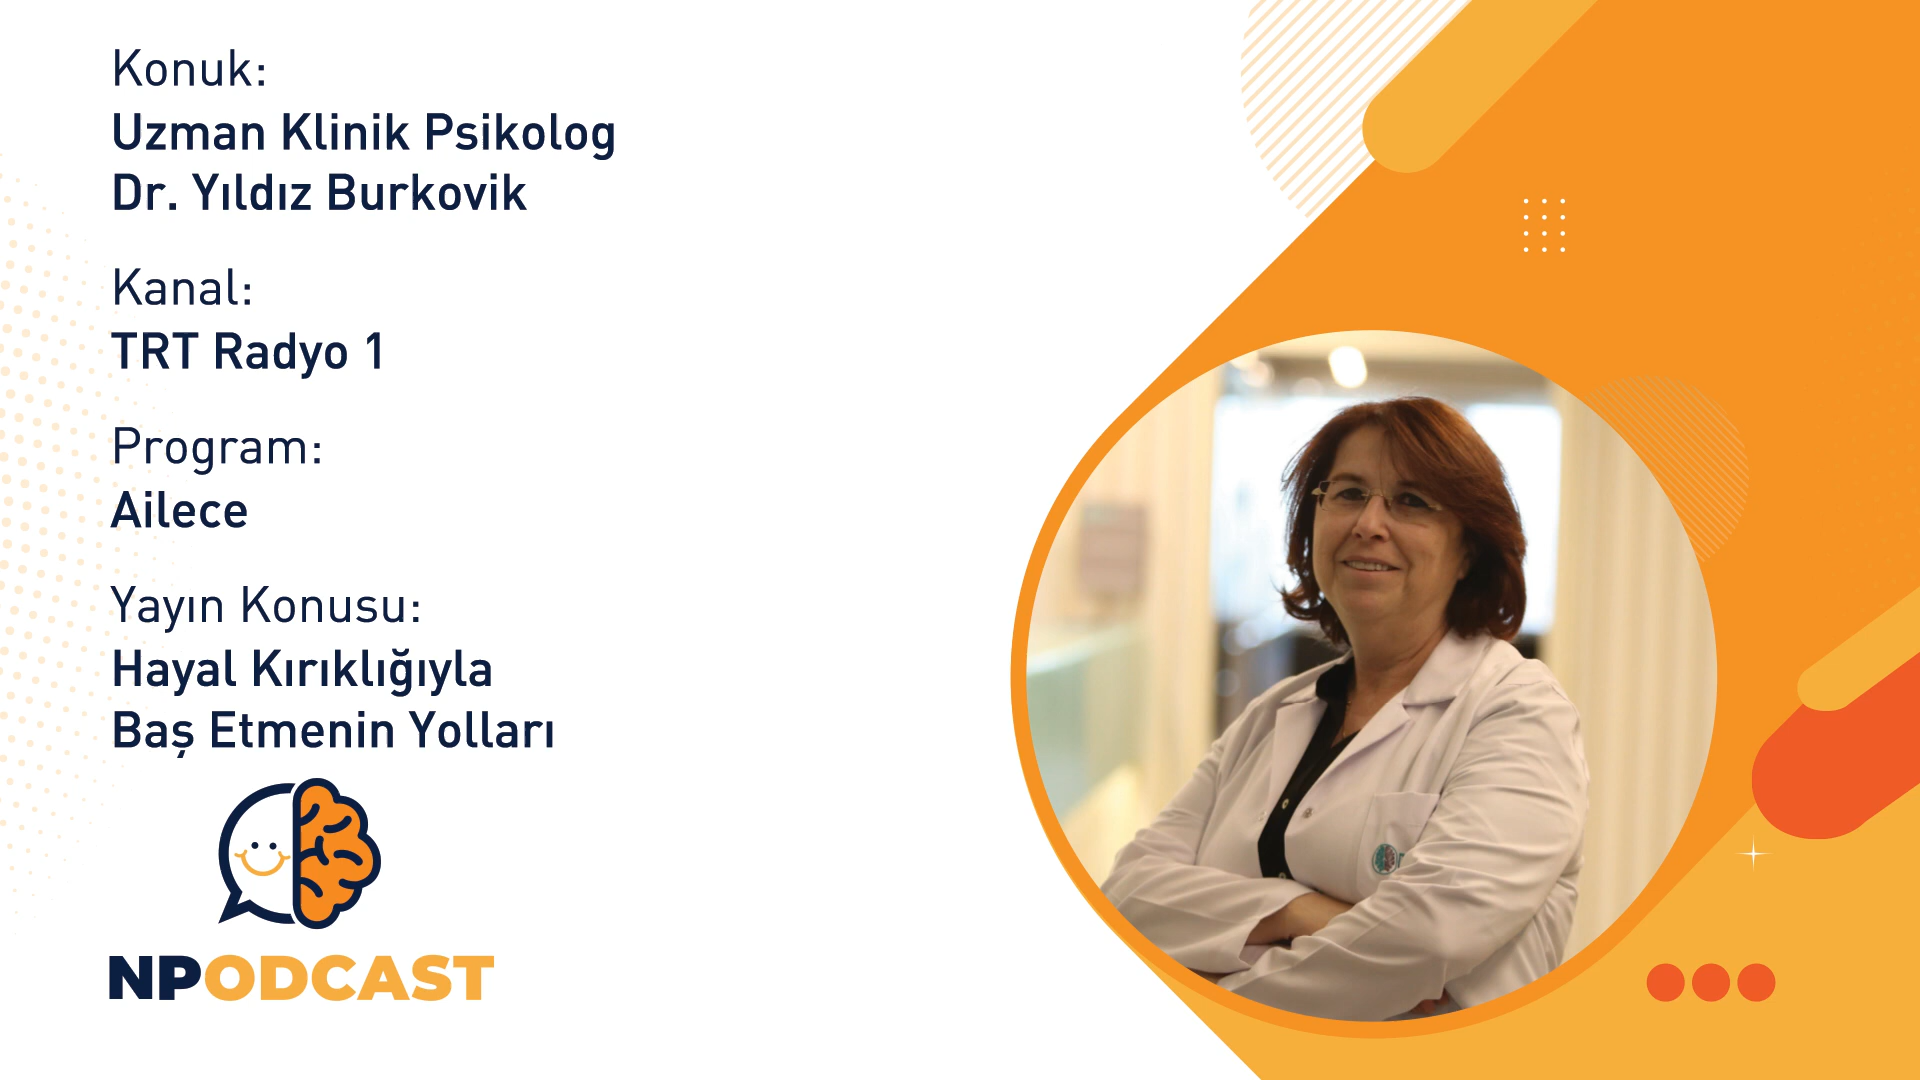 Konuk:
Uzman Klinik Psikolog
Dr. Yıldız Burkovik
Kanal:
TRT Radyo 1
Program:
Ailece
Yayın Konusu:
Hayal Kırıklığıyla
Baş Etmenin Yolları
NPODCAST